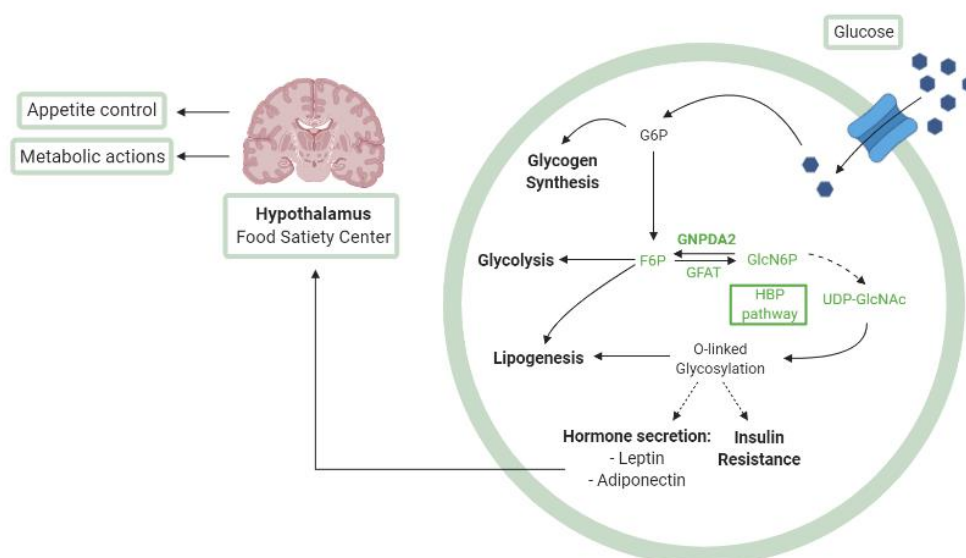 Glucose
Appetite control
Metabolic actions
Hypothalamus
Food Satiety Center
G6P
Glycogen
Synthesis
GNPDA2
Glycolysis
F6P
GFAT
GlcN6P
HBP
pathway
UDP-GlcNAc
Lipogenesis
O-linked
Glycosylation
Hormone secretion:
- Leptin
- Adiponectin
Insulin
Resistance